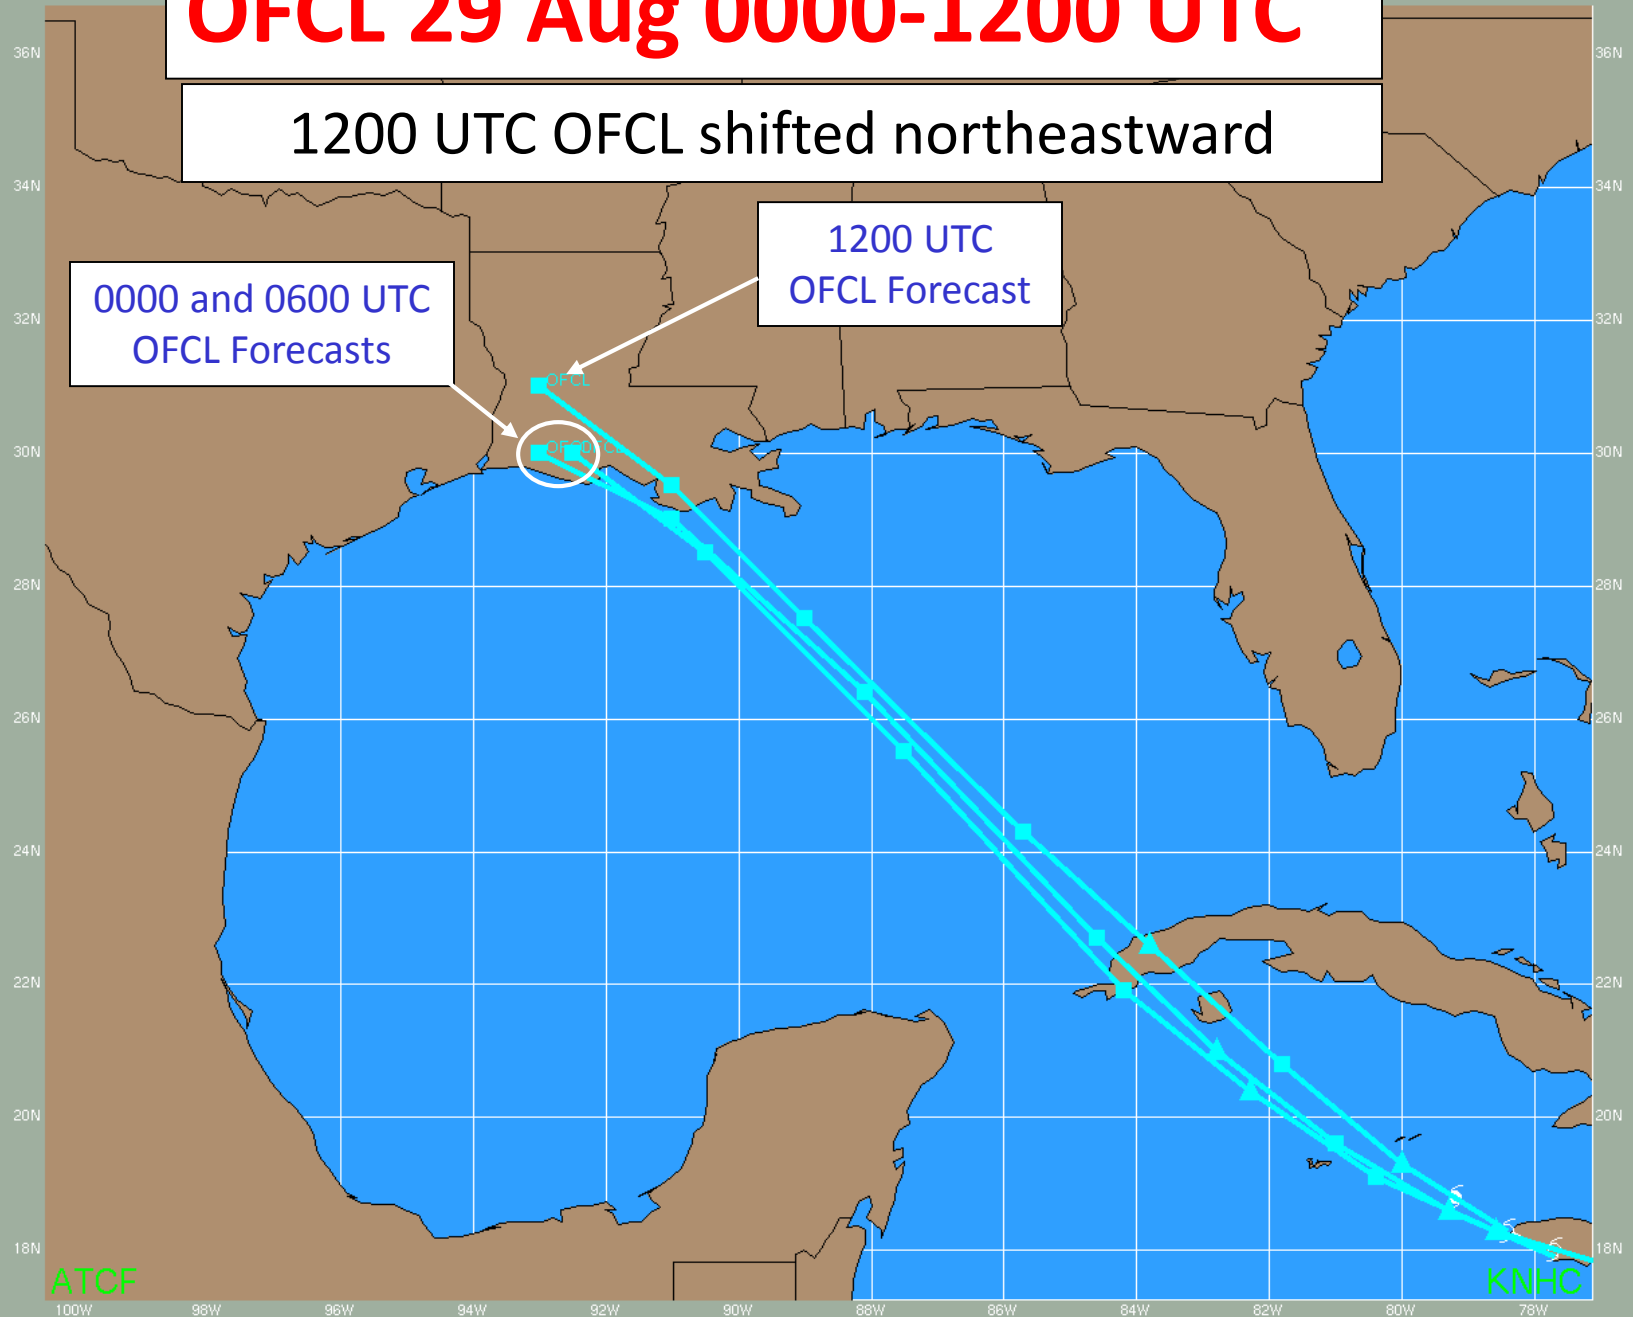 OFCL 29 Aug 0000-1200 UTC
1200 UTC OFCL shifted northeastward
1200 UTC
OFCL Forecast
0000 and 0600 UTC
OFCL Forecasts
OFCL
OFCL
36N
34N
32N
30N
28N
26N
24N
22N
20N
18N
36N
34N
32N
30N
28N
26N
24N
22N
20N
18N
ATCF
KNHC
100W 98W 96W 94W 92W 90W 88W 86W 84W 82W 80W 78W